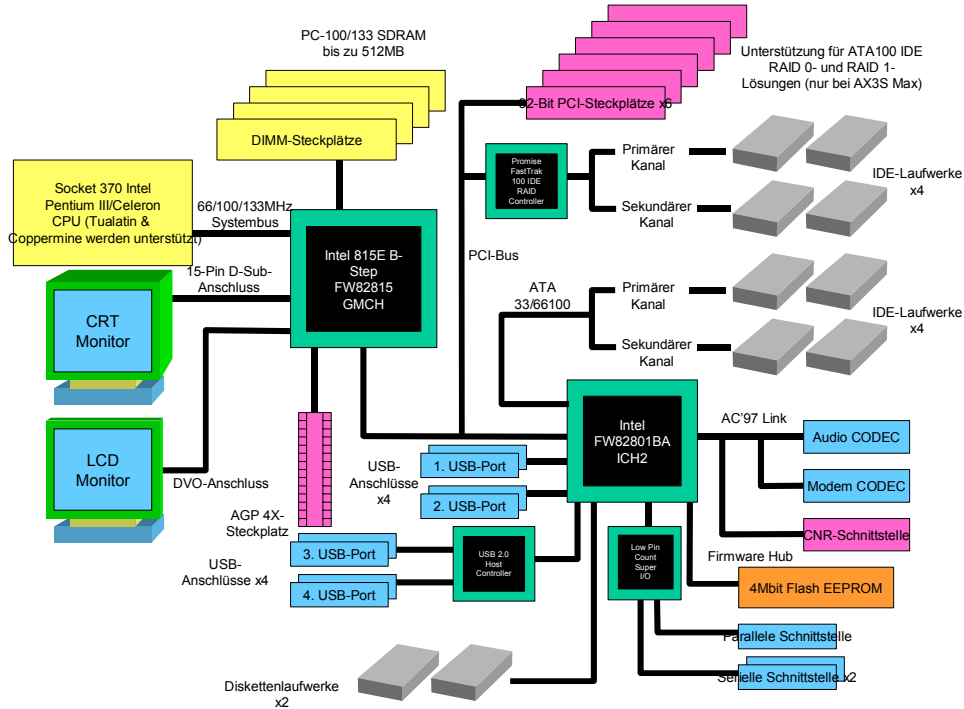 PC-100/133 SDRAM
bis zu 512MB
DIMM-Steckplätze
Unterstützung für ATA100 IDE
RAID 0- und RAID 1-
Lösungen (nur bei AX3S Max)
32-Bit PCI-Steckplätze x6
Promise
FastTrak
100 IDE
RAID
Controller
Primärer
Kanal
Sekundärer
Kanal
IDE-Laufwerke
x4
Socket 370 Intel
Pentium III/Celeron
CPU (Tualatin &
Coppermine werden unterstützt)
66/100/133MHz
Systembus
Intel 815E B-
Step
FW82815
GMCH
PCI-Bus
15-Pin D-Sub-
Anschluss
CRT
Monitor
ATA
33/66100
Primärer
Kanal
Sekundärer
Kanal
IDE-Laufwerke
x4
LCD
Monitor
DVO-Anschluss
AGP 4X-
Steckplatz
USB-
Anschlüsse
x4
1. USB-Port
2. USB-Port
Intel
FW82801BA
ICH2
AC'97 Link
Audio CODEC
Modem CODEC
CNR-Schnittstelle
USB-
Anschlüsse x4
3. USB-Port
4. USB-Port
USB 2.0
Host
Controller
Low Pin
Count
Super
I/O
Firmware Hub
4Mbit Flash EEPROM
Parallele Schnittstelle
Serielle Schnittstelle x2
Diskettenlaufwerke
x2